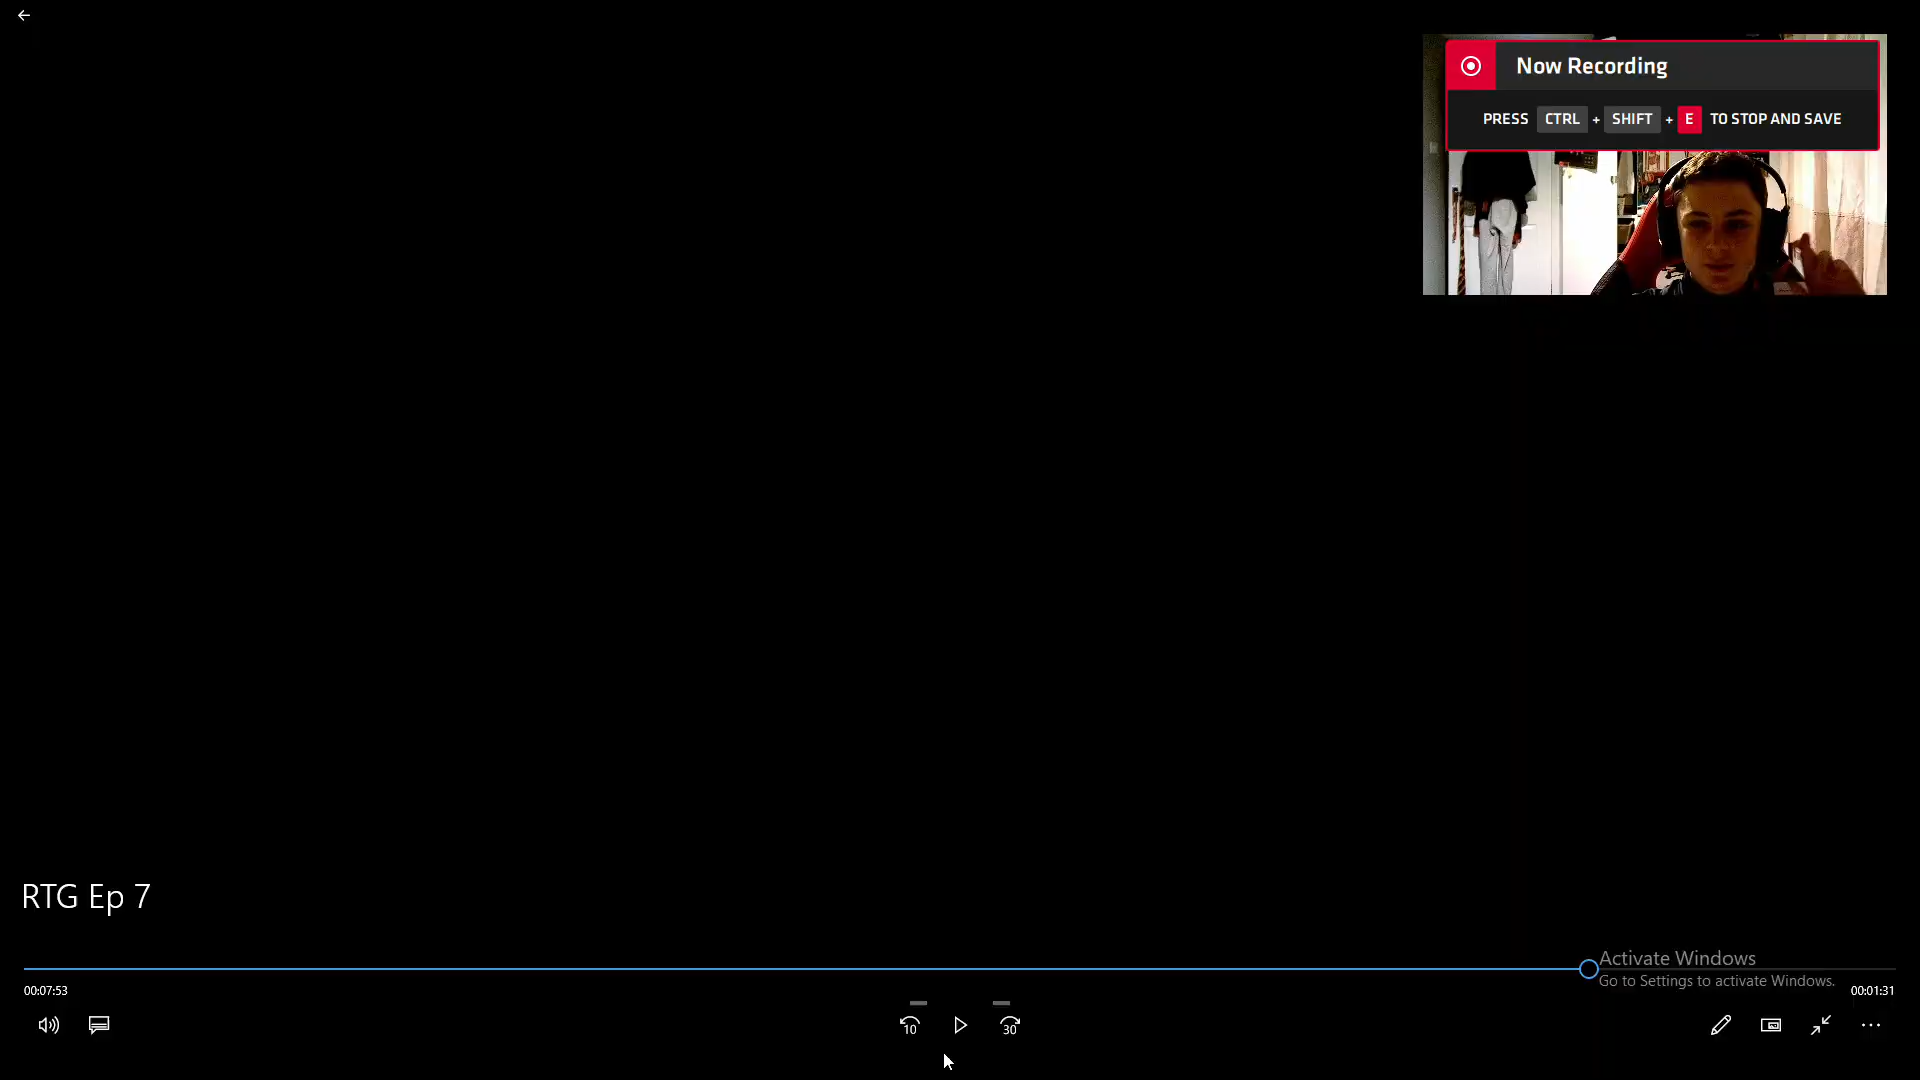 Now Recording
PRESS CTRL + SHIFT + E TO STOP AND SAVE
RTG Ep 7
Activate Windows
Go to Settings to activate Windows.
00:07:53
00:01:31
10
30